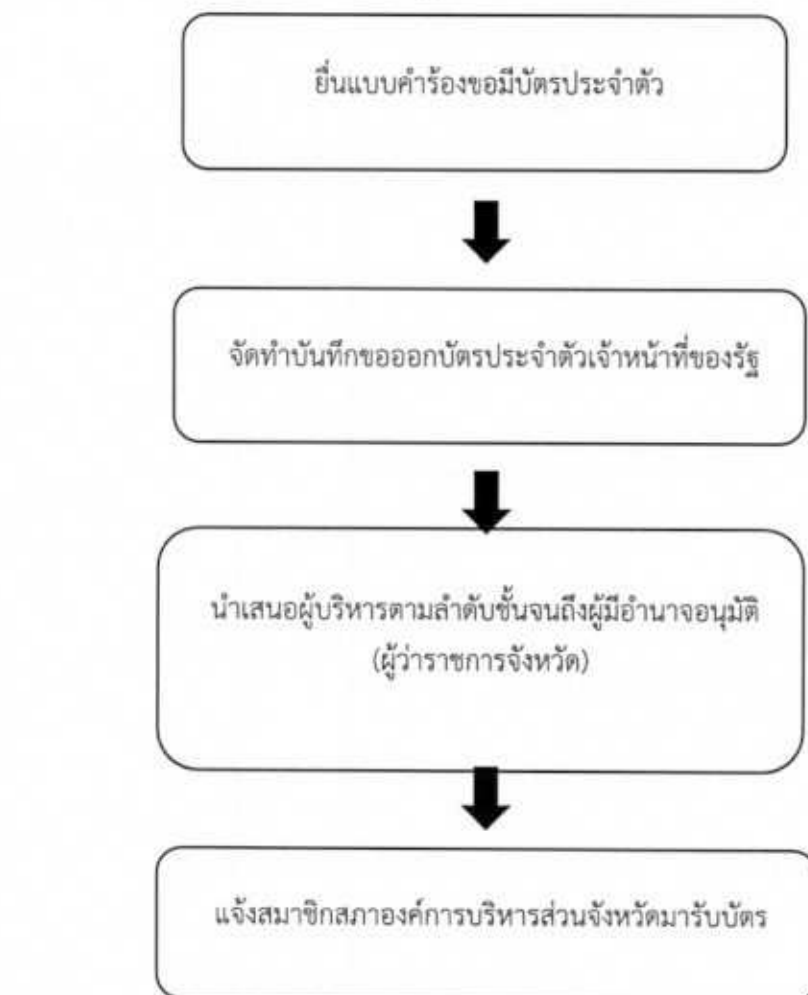 ยื่นแบบคำร้องขอมีบัตรประจำตัว
จัดทำบันทึกขอออกบัตรประจำตัวเจ้าหน้าที่ของรัฐ
นำเสนอผู้บริหารตามลำดับชั้นจนถึงผู้มีอำนาจอนุมัติ
(ผู้ว่าราชการจังหวัด)
แจ้งสมาชิกสภาองค์การบริหารส่วนจังหวัดมารับบัตร